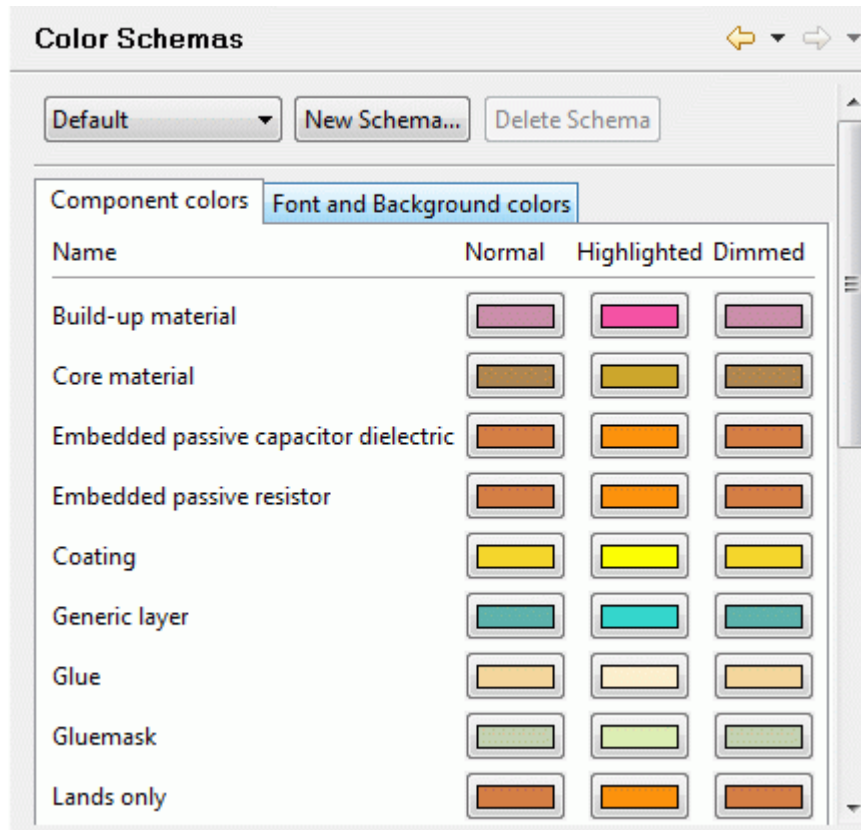 Color Schemas
Default New Schema... Delete Schema
Component colors Font and Background colors
Name Normal Highlighted Dimmed
Build-up material
Core material
Embedded passive capacitor dielectric
Embedded passive resistor
Coating
Generic layer
Glue
Gluemask
Lands only